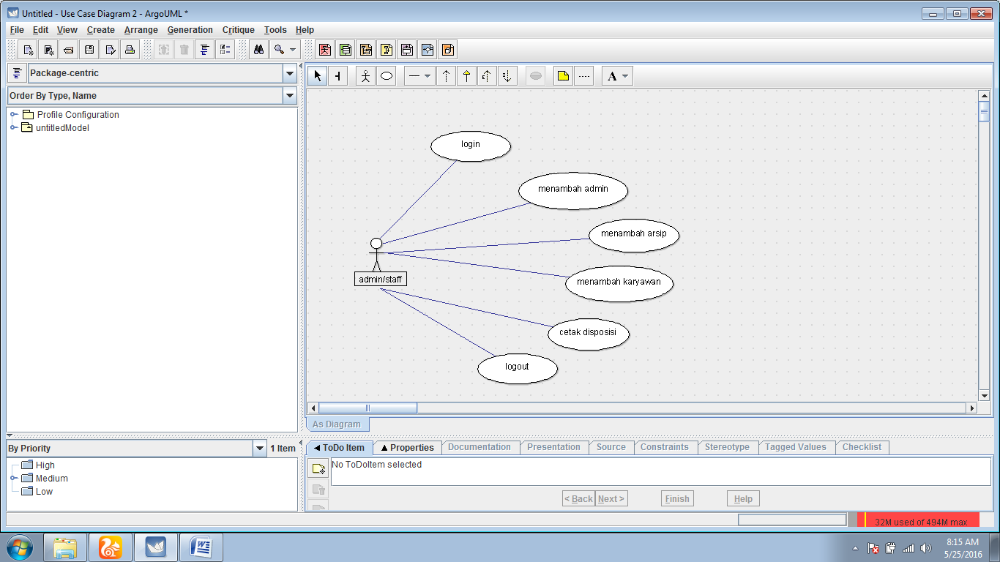 Untitled - Use Case Diagram 2 - ArgoUML *
File Edit View Create Arrange Generation Critique Tools Help
Package-centric
Order By Type, Name
Profile Configuration
untitledModel
A
login
menambah admin
menambah arsip
menambah karyawan
admin/staff
cetak disposisi
logout
As Diagram
By Priority
1 Item
High
Medium
Low
ToDo Item Properties Documentation Presentation Source Constraints Stereotype Tagged Values Checklist
No ToDoItem selected
< Back Next > Finish Help
32M used of 494M max
8:15 AM
5/25/2016